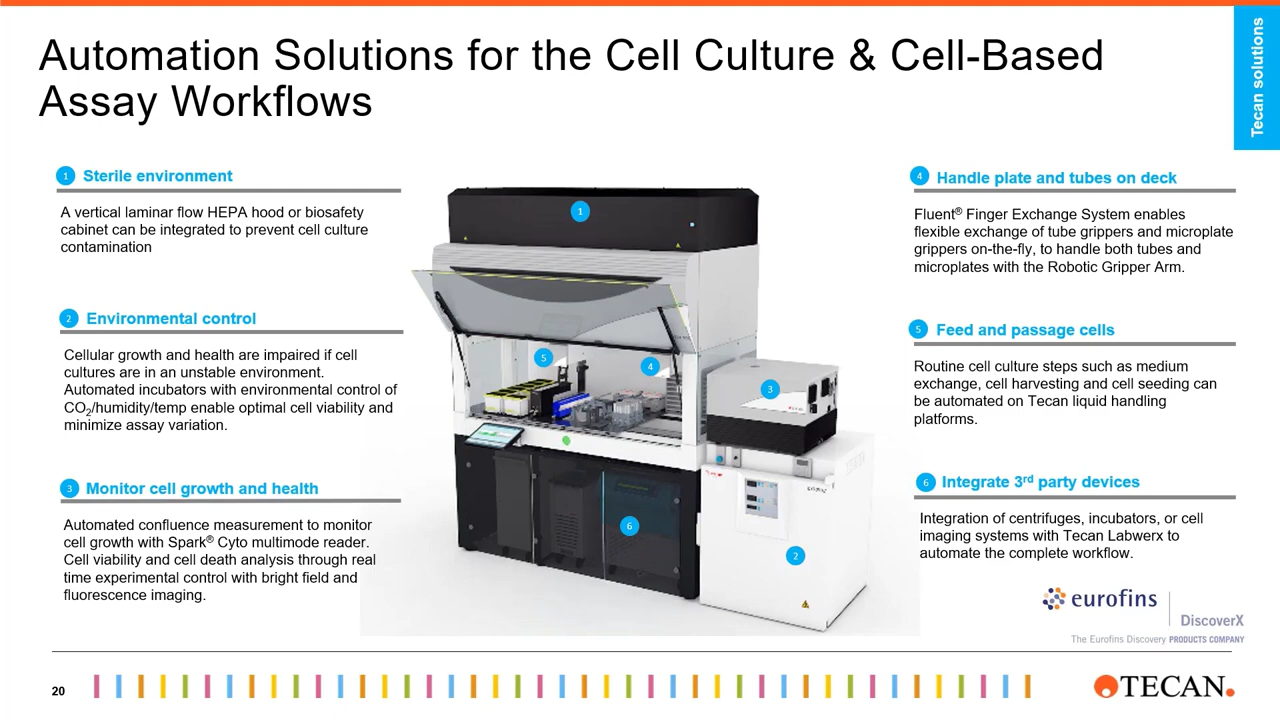 Tecan solutions
Automation Solutions for the Cell Culture & Cell-Based
Assay Workflows
1 Sterile environment
A vertical laminar flow HEPA hood or biosafety
cabinet can be integrated to prevent cell culture
contamination
2 Environmental control
Cellular growth and health are impaired if cell
cultures are in an unstable environment.
Automated incubators with environmental control of
CO2/humidity/temp enable optimal cell viability and
minimize assay variation.
3 Monitor cell growth and health
Automated confluence measurement to monitor
cell growth with Spark® Cyto multimode reader.
Cell viability and cell death analysis through real
time experimental control with bright field and
fluorescence imaging.
1
5
4
3
6
2
4 Handle plate and tubes on deck
Fluent® Finger Exchange System enables
flexible exchange of tube grippers and microplate
grippers on-the-fly, to handle both tubes and
microplates with the Robotic Gripper Arm.
5 Feed and passage cells
Routine cell culture steps such as medium
exchange, cell harvesting and cell seeding can
be automated on Tecan liquid handling
platforms.
6 Integrate 3rd party devices
Integration of centrifuges, incubators, or cell
imaging systems with Tecan Labwerx to
automate the complete workflow.
eurofins
DiscoverX
The Eurofins Discovery PRODUCTS COMPANY
20
TECAN.